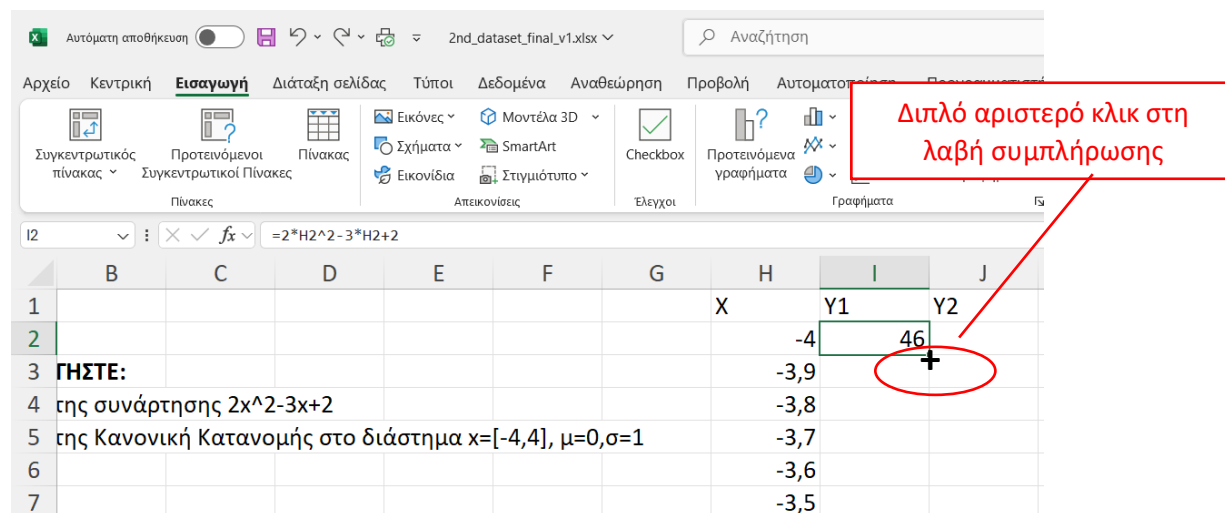 Αυτόματη αποθήκευση 2nd_dataset_final_v1.xlsx Αναζήτηση
Αρχείο Κεντρική Εισαγωγή Διάταξη σελίδας Τύποι Δεδομένα Αναθεώρηση Προβολή
Διπλό αριστερό κλικ στη
λαβή συμπλήρωσης
Συγκεντρωτικός πίνακας
Προτεινόμενοι Συγκεντρωτικοί Πίνακες
Πίνακας
Πίνακες
Εικόνες
Σχήματα
Εικονίδια
Μοντέλα 3D
SmartArt
Στιγμιότυπο
Απεικονίσεις
Checkbox
Έλεγχοι
Προτεινόμενα γραφήματα
Γραφήματα
I2 fx =2*H2^2-3*H2+2
B C D E F G H I J
1 X Y1 Y2
2 -4 46
3 ΤΗΣΤΕ: -3,9
4 της συνάρτησης 2x^2-3x+2 -3,8
5 της Κανονική Κατανομής στο διάστημα x=[-4,4], μ=0,σ=1 -3,7
6 -3,6
7 -3,5